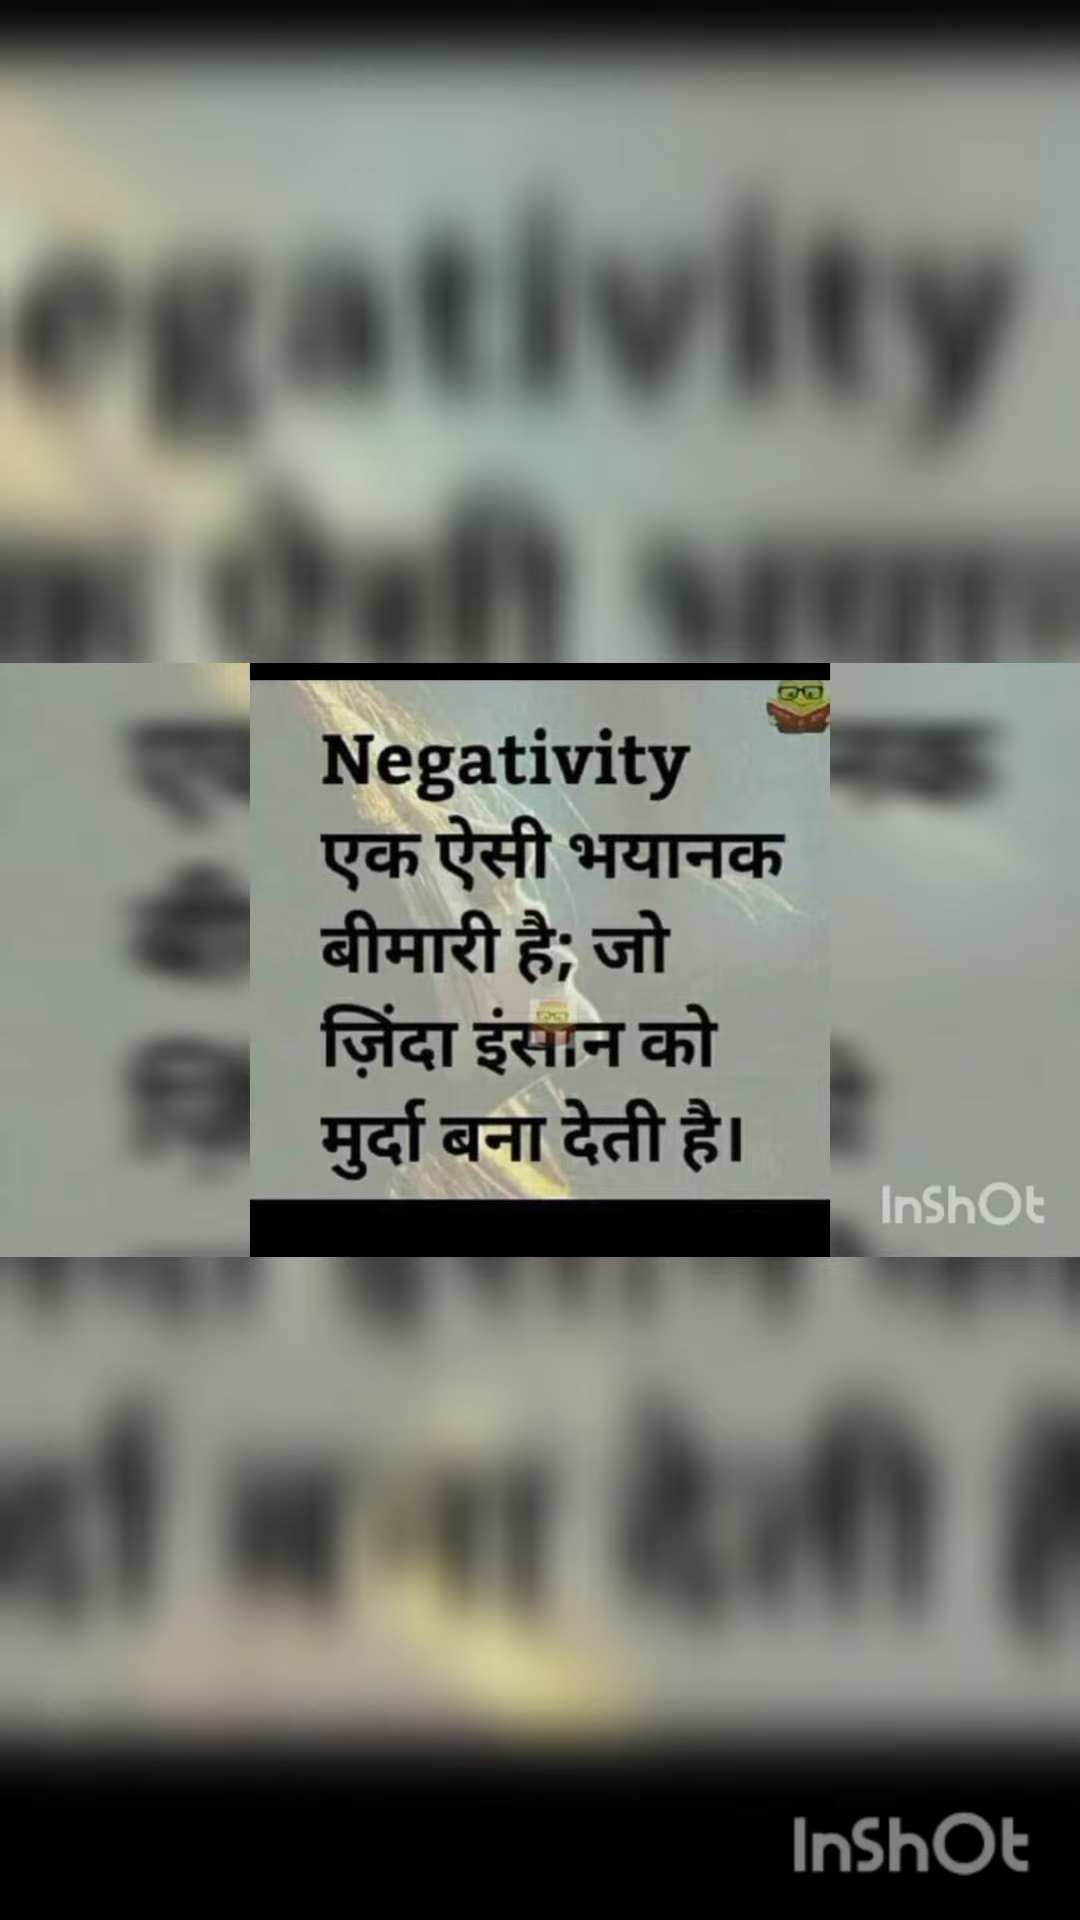 Negativity
एक ऐसी भयानक
बीमारी है; जो
ज़िंदा इंसान को
मुर्दा बना देती है।
InShOt
InShOt